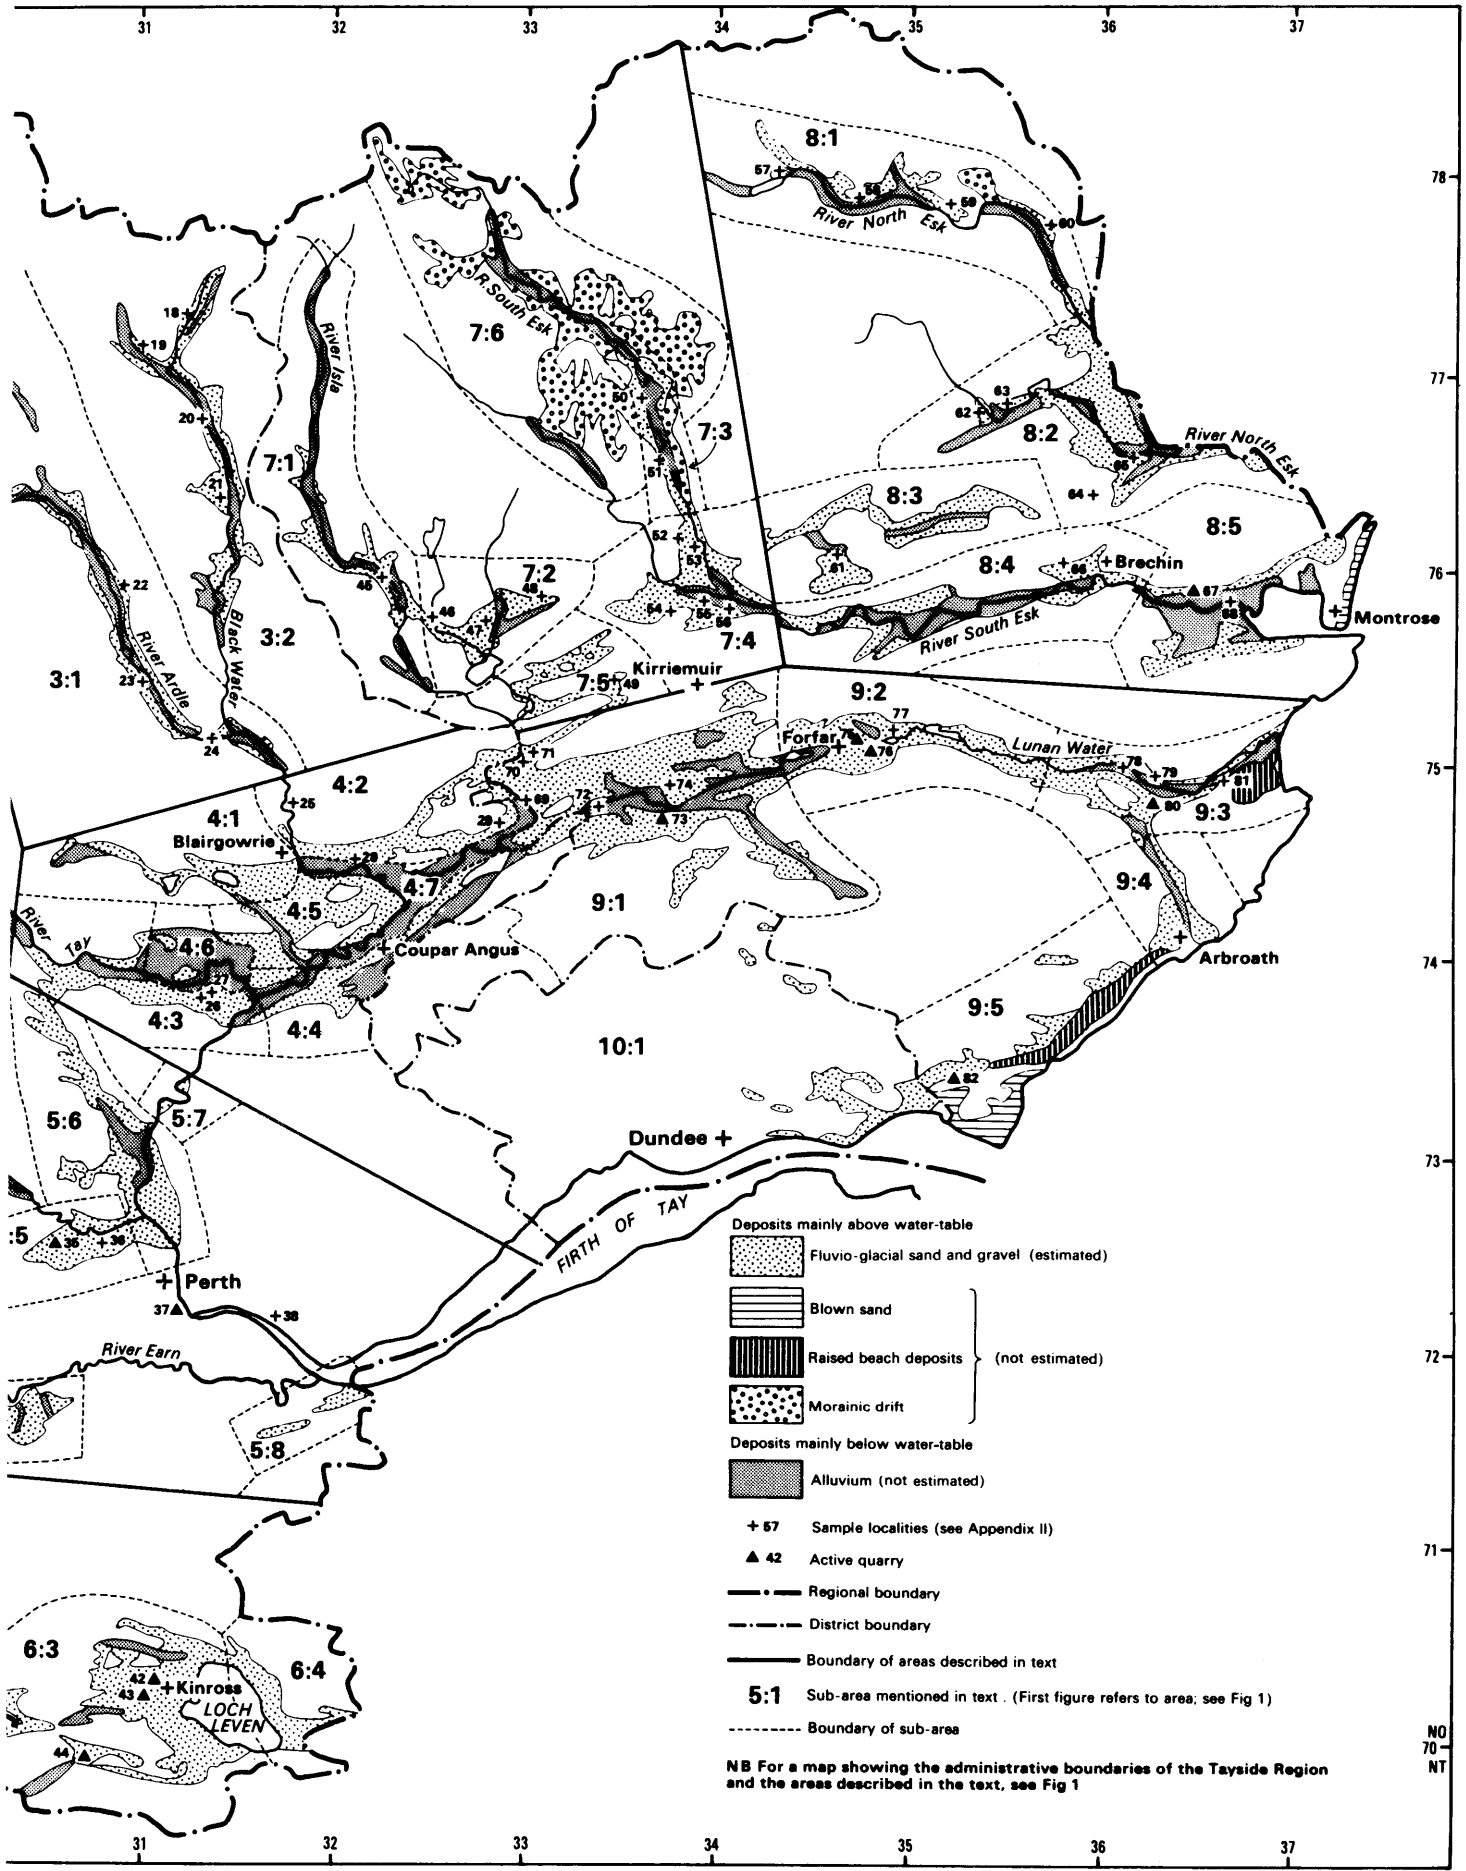 31 32 33 34 35 36 37
8:1
57
58
59
60
River North Esk
78
18
19
R. South Esk
7:6
River Isla
77
20
50
63
62
8:2
7:3
River North Esk
7:1
21
51
65
64
8:3
8:5
52
53
7:2
8:4
66
Brechin
76
22
45
48
61
67
46
54
55
56
68
Montrose
47
Black Water
3:2
7:4
River South Esk
River Ardle
3:1
23
Kirriemuir
7:5
49
9:2
24
77
Forfar
75
76
Lunan Water
71
70
78
79
75
4:2
74
81
25
69
72
80
4:1
29
73
9:3
Blairgowrie
28
4:7
9:4
4:5
9:1
River Tay
4:6
Coupar Angus
Arbroath
74
27
26
9:5
4:3
4:4
10:1
82
5:6
5:7
Dundee
73
FIRTH OF TAY
:5
35
36
Perth
37
38
River Earn
72
5:8
Deposits mainly above water-table
Fluvio-glacial sand and gravel (estimated)
Blown sand
Raised beach deposits
(not estimated)
Morainic drift
Deposits mainly below water-table
Alluvium (not estimated)
57 Sample localities (see Appendix II)
71
42 Active quarry
Regional boundary
District boundary
Boundary of areas described in text
5:1 Sub-area mentioned in text . (First figure refers to area; see Fig 1)
Boundary of sub-area
6:3
6:4
42
43
Kinross
LOCH
LEVEN
44
NO
70
NT
NB For a map showing the administrative boundaries of the Tayside Region
and the areas described in the text, see Fig 1
31 32 33 34 35 36 37